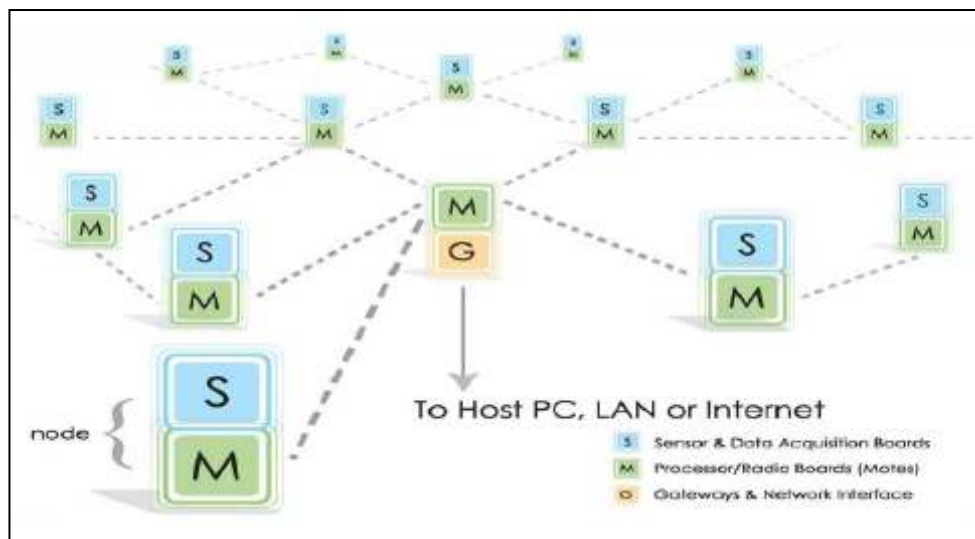 S
M
S
M
S
M
S
M
S
M
S
M
S
M
S
M
S
M
S
M
M
G
S
M
S
M
S
M
node
S
M
To Host PC, LAN or Internet
S Sensor & Data Acquisition Boards
M Processor/Radio Boards (Motes)
G Gateways & Network Interface